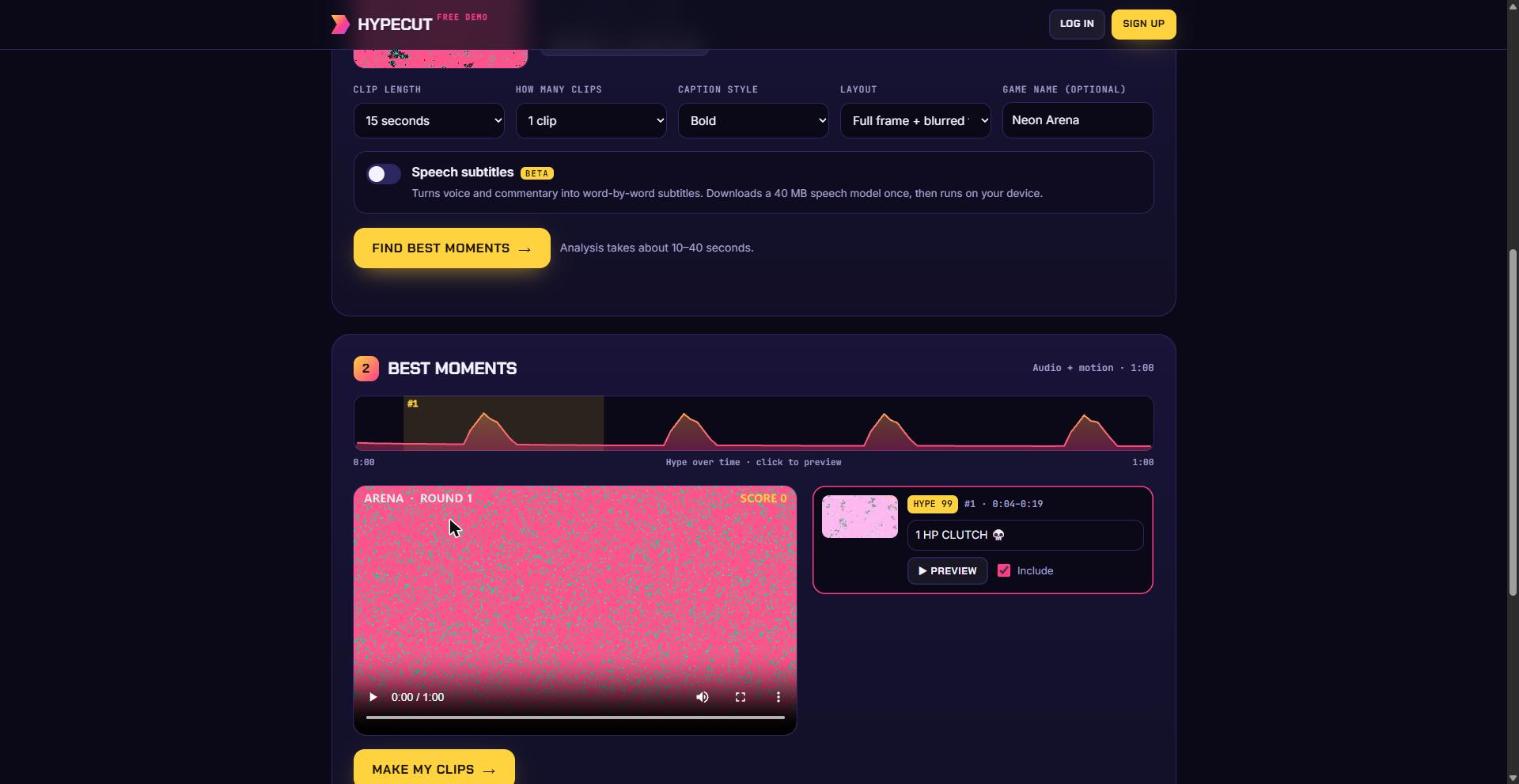 HYPECUT FREE DEMO
LOG IN
SIGN UP
CLIP LENGTH
HOW MANY CLIPS
CAPTION STYLE
LAYOUT
GAME NAME (OPTIONAL)
15 seconds
1 clip
Bold
Full frame + blurred
Neon Arena
Speech subtitles BETA
Turns voice and commentary into word-by-word subtitles. Downloads a 40 MB speech model once, then runs on your device.
FIND BEST MOMENTS →
Analysis takes about 10–40 seconds.
2 BEST MOMENTS
Audio + motion · 1:00
#1
0:00
Hype over time · click to preview
1:00
ARENA · ROUND 1
SCORE 0
0:00 / 1:00
HYPE 99 #1 · 0:04–0:19
1 HP CLUTCH 💀
▶ PREVIEW
Include
MAKE MY CLIPS →